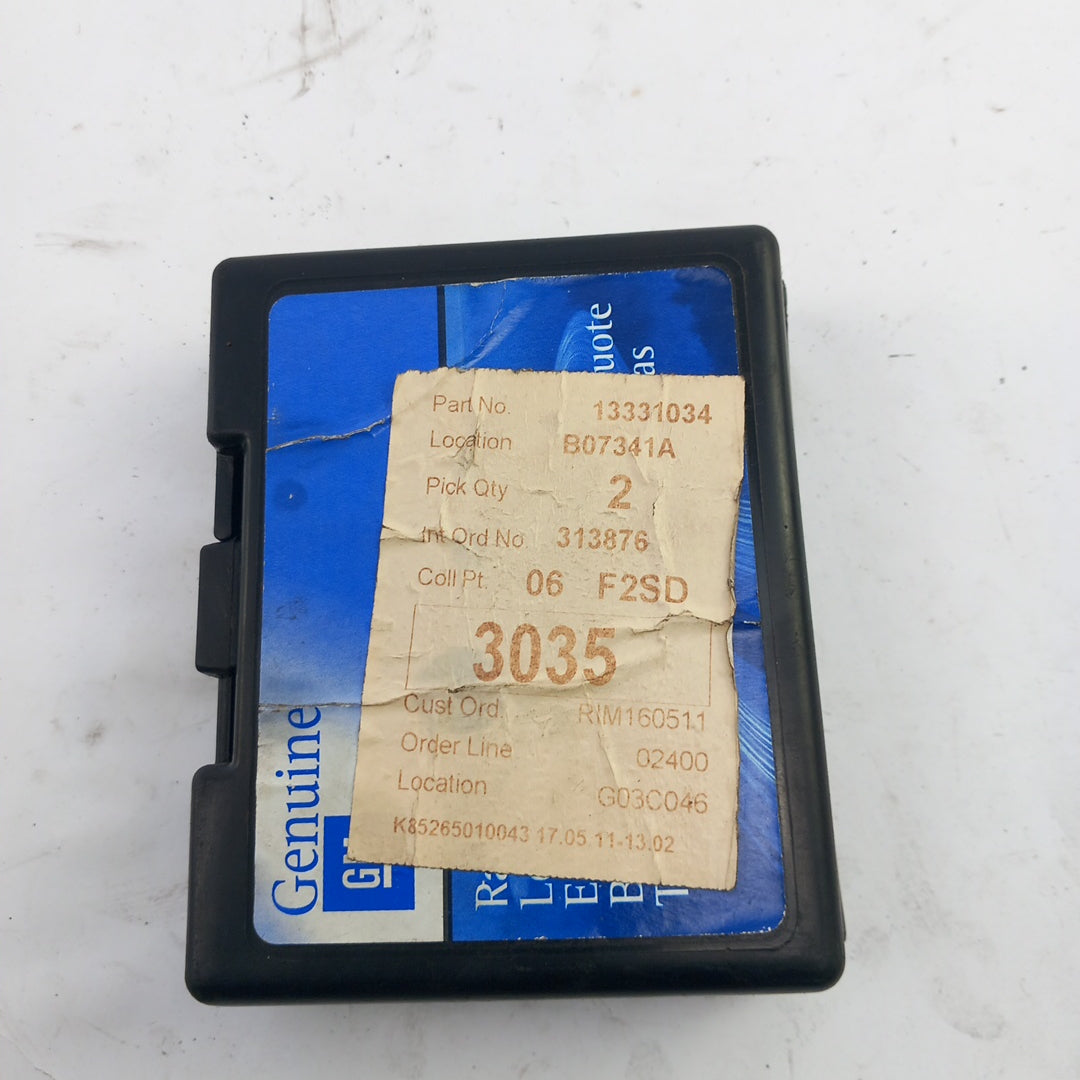 Part No. 13331034
Location B07341A
Pick Qty 2
Int Ord No. 313876
Coll Pt. 06 F2SD
3035
Cust Ord. RIM160511
Order Line 02400
Location G03C046
K85265010043 17.05 11-13.02
Genuine
GM
uote
as